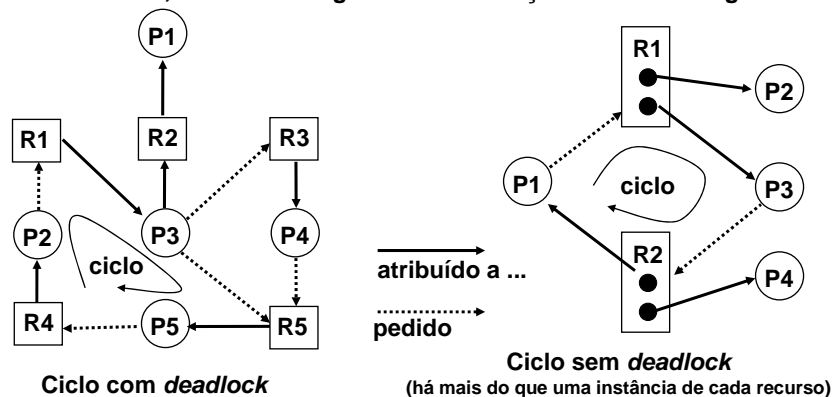 P1
R1
R2
R3
P2
P3
P4
ciclo
R4
P5
R5
Ciclo com deadlock
atribuído a ...
pedido
R1
P2
P1
ciclo
P3
R2
P4
Ciclo sem deadlock
(há mais do que uma instância de cada recurso)